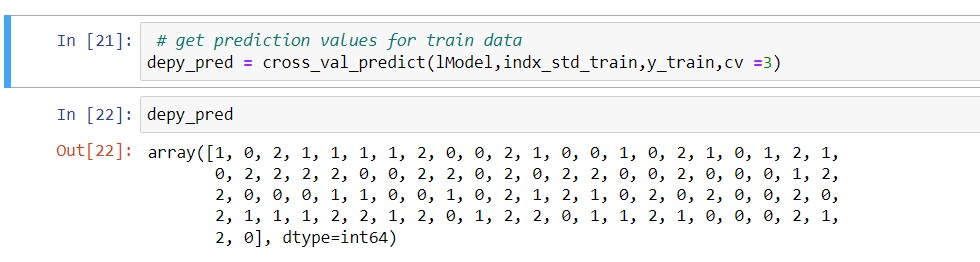 In [21]: # get prediction values for train data
depy_pred = cross_val_predict(lModel,indx_std_train,y_train,cv =3)
In [22]: depy_pred
Out[22]: array([1, 0, 2, 1, 1, 1, 1, 2, 0, 0, 2, 1, 0, 0, 1, 0, 2, 1, 0, 1, 2, 1,
0, 2, 2, 2, 2, 0, 0, 2, 2, 0, 2, 0, 2, 2, 0, 0, 2, 0, 0, 0, 1, 2,
2, 0, 0, 0, 1, 1, 0, 0, 1, 0, 2, 1, 2, 1, 0, 2, 0, 2, 0, 0, 2, 0,
2, 1, 1, 1, 2, 2, 1, 2, 0, 1, 2, 2, 0, 1, 1, 2, 1, 0, 0, 0, 2, 1,
2, 0], dtype=int64)